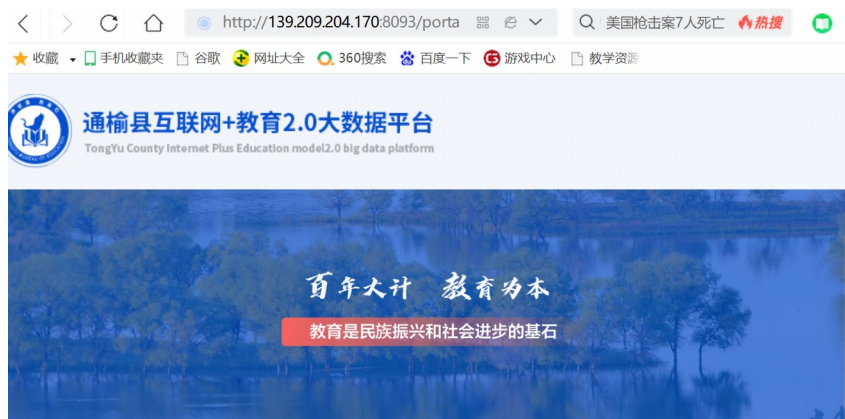 http://139.209.204.170:8093/porta 美国枪击案7人死亡 热搜
收藏 手机收藏夹 谷歌 网址大全 360搜索 百度一下 游戏中心 教学资源
通榆县互联网+教育2.0大数据平台
TongYu County Internet Plus Education model2.0 big data platform
百年大计 教育为本
教育是民族振兴和社会进步的基石